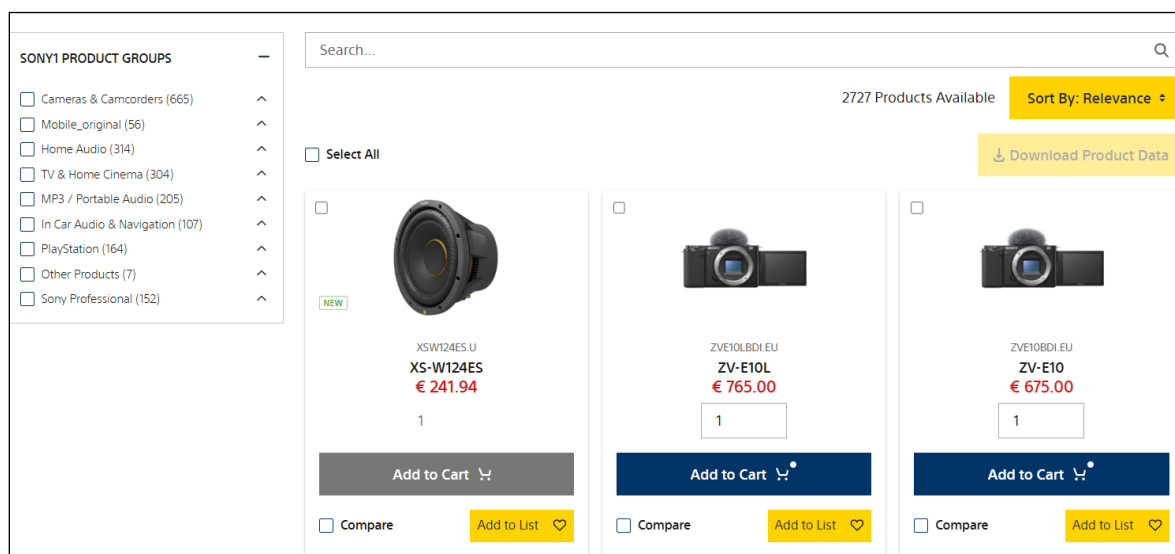 SONY1 PRODUCT GROUPS
Cameras & Camcorders (665)
Mobile_original (56)
Home Audio (314)
TV & Home Cinema (304)
MP3 / Portable Audio (205)
In Car Audio & Navigation (107)
PlayStation (164)
Other Products (7)
Sony Professional (152)
Search...
2727 Products Available
Sort By: Relevance
Select All
Download Product Data
NEW
XSW124ES.U
XS-W124ES
€ 241.94
1
Add to Cart
Compare
Add to List
ZVE10LBDI.EU
ZV-E10L
€ 765.00
1
Add to Cart
Compare
Add to List
ZVE10BDI.EU
ZV-E10
€ 675.00
1
Add to Cart
Compare
Add to List